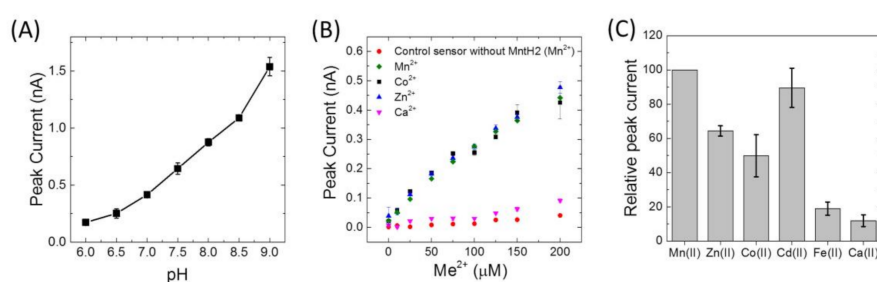 (A)
Peak Current (nA)
1.5
1.0
0.5
0.0
6.0 6.5 7.0 7.5 8.0 8.5 9.0
pH
(B)
Peak Current (nA)
0.6
0.5
0.4
0.3
0.2
0.1
0.0
Control sensor without MntH2 (Mn²⁺)
Mn²⁺
Co²⁺
Zn²⁺
Ca²⁺
0 50 100 150 200
Me²⁺ (μM)
(C)
Relative peak current
120
100
80
60
40
20
0
Mn(II) Zn(II) Co(II) Cd(II) Fe(II) Ca(II)